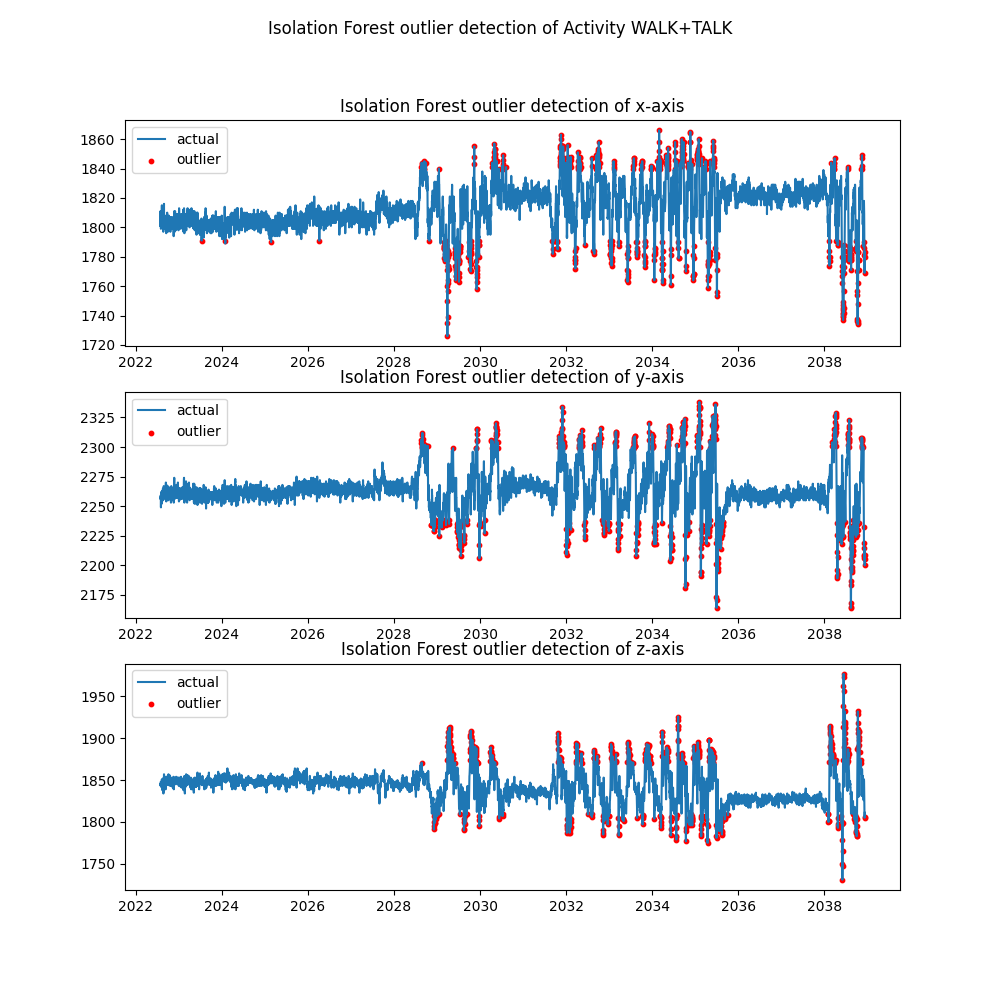 Isolation Forest outlier detection of Activity WALK+TALK
Isolation Forest outlier detection of x-axis
actual
outlier
1860
1840
1820
1800
1780
1760
1740
1720
2022 2024 2026 2028 2030 2032 2034 2036 2038
Isolation Forest outlier detection of y-axis
actual
outlier
2325
2300
2275
2250
2225
2200
2175
2022 2024 2026 2028 2030 2032 2034 2036 2038
Isolation Forest outlier detection of z-axis
actual
outlier
1950
1900
1850
1800
1750
2022 2024 2026 2028 2030 2032 2034 2036 2038